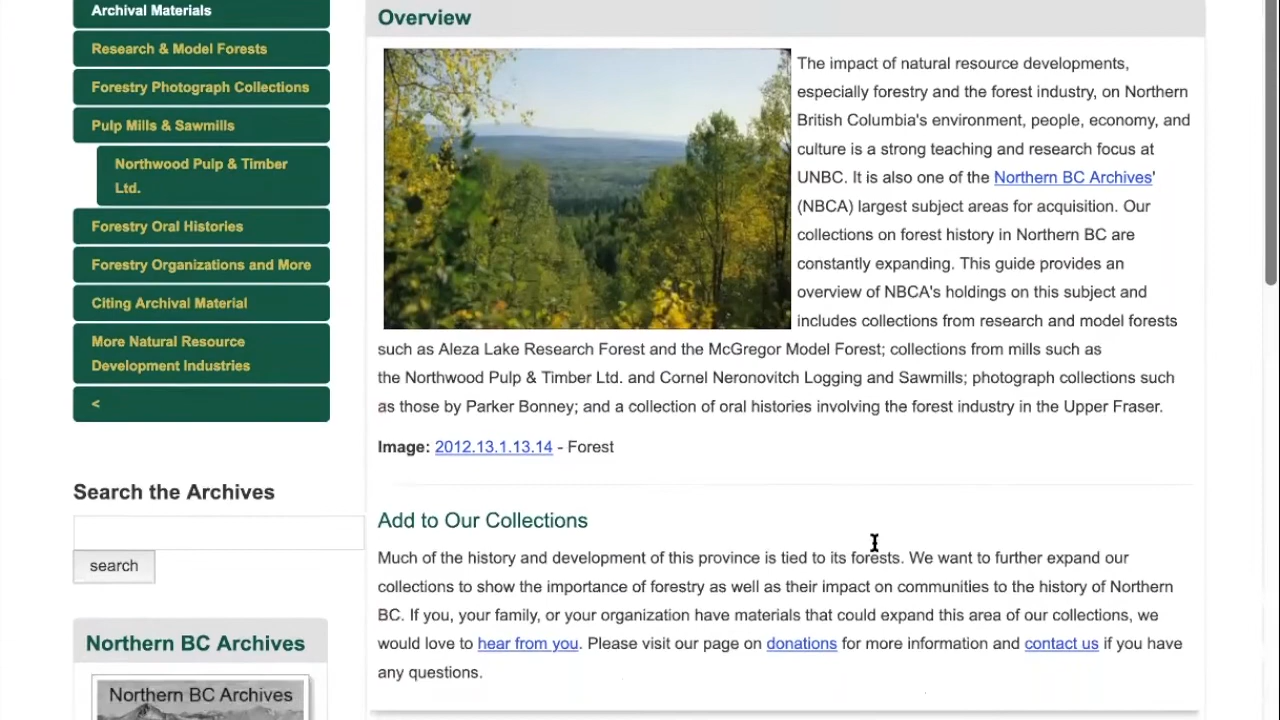 Archival Materials
Research & Model Forests
Forestry Photograph Collections
Pulp Mills & Sawmills
Northwood Pulp & Timber
Ltd.
Forestry Oral Histories
Forestry Organizations and More
Citing Archival Material
More Natural Resource
Development Industries
<
Search the Archives
search
Northern BC Archives
Northern BC Archives
Overview
The impact of natural resource developments,
especially forestry and the forest industry, on Northern
British Columbia's environment, people, economy, and
culture is a strong teaching and research focus at
UNBC. It is also one of the Northern BC Archives'
(NBCA) largest subject areas for acquisition. Our
collections on forest history in Northern BC are
constantly expanding. This guide provides an
overview of NBCA's holdings on this subject and
includes collections from research and model forests
such as Aleza Lake Research Forest and the McGregor Model Forest; collections from mills such as
the Northwood Pulp & Timber Ltd. and Cornel Neronovitch Logging and Sawmills; photograph collections such
as those by Parker Bonney; and a collection of oral histories involving the forest industry in the Upper Fraser.
Image: 2012.13.1.13.14 - Forest
Add to Our Collections
Much of the history and development of this province is tied to its forests. We want to further expand our
collections to show the importance of forestry as well as their impact on communities to the history of Northern
BC. If you, your family, or your organization have materials that could expand this area of our collections, we
would love to hear from you. Please visit our page on donations for more information and contact us if you have
any questions.